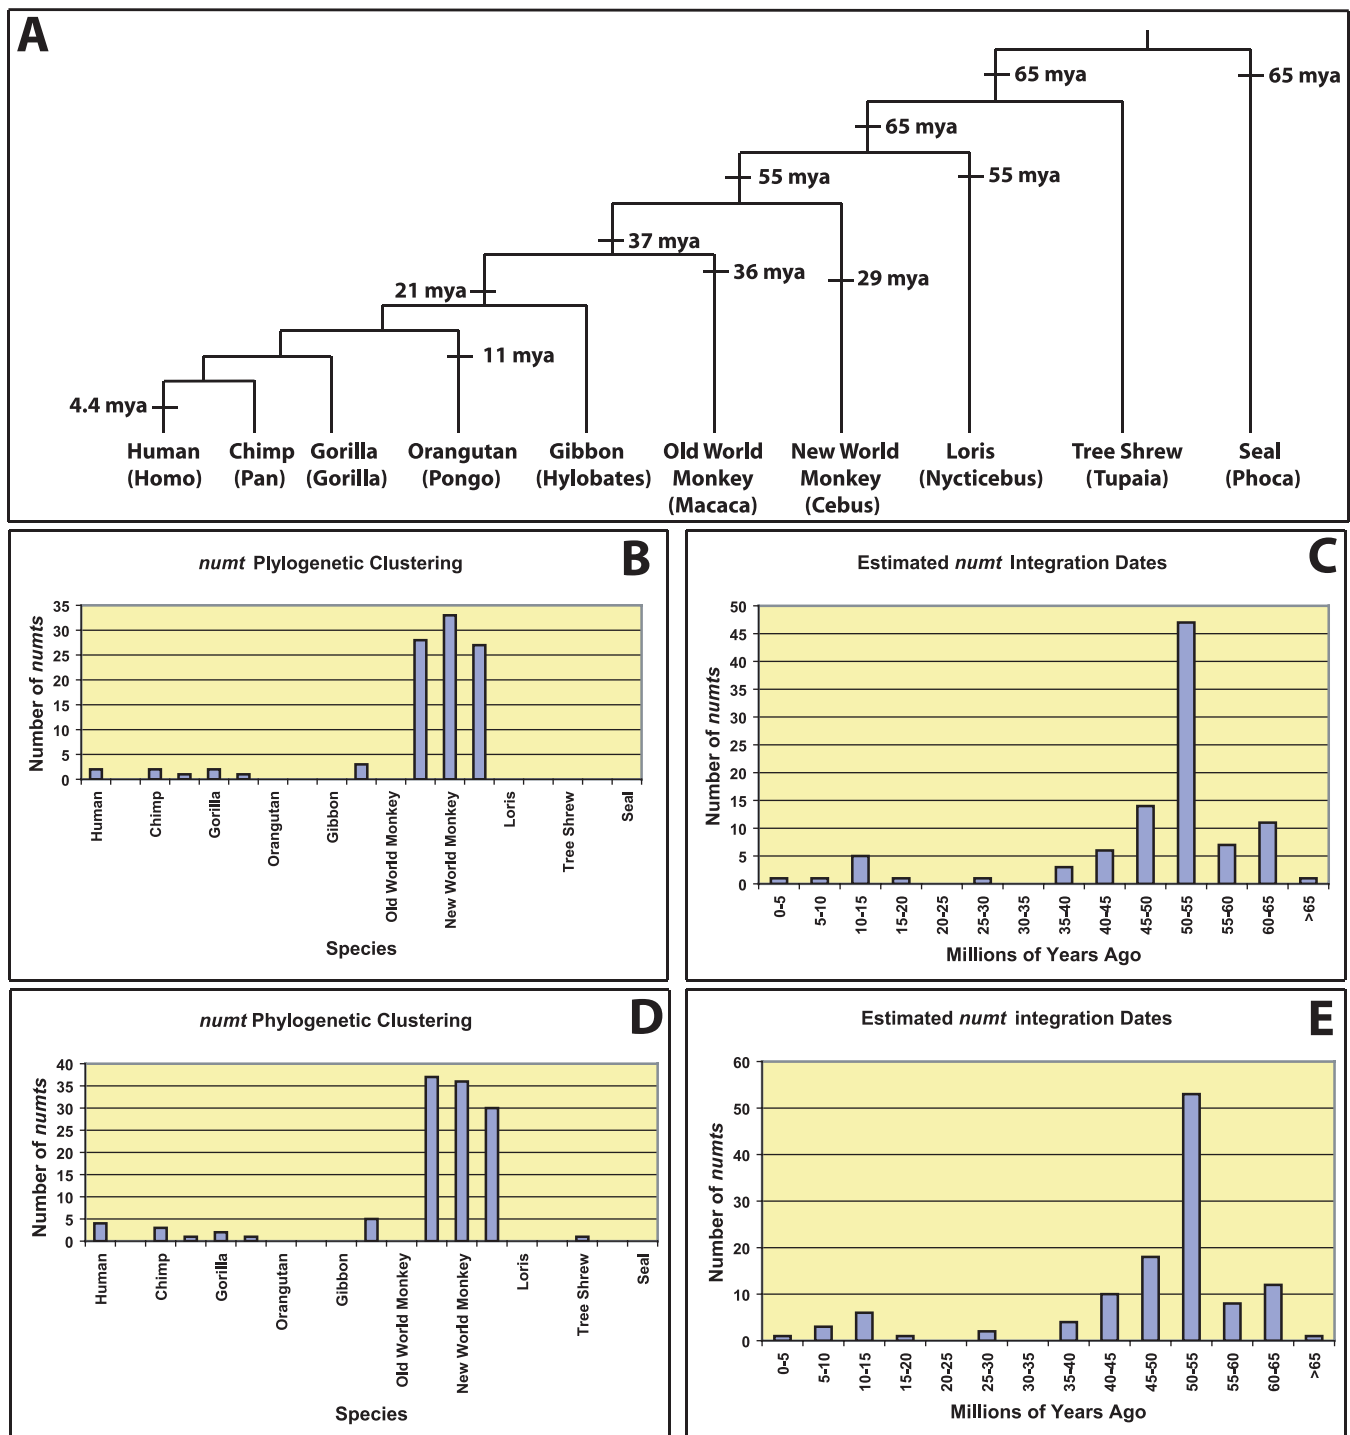 A
65 mya
65 mya
65 mya
55 mya
55 mya
37 mya
36 mya
29 mya
21 mya
11 mya
4.4 mya
Human
(Homo)
Chimp
(Pan)
Gorilla
(Gorilla)
Orangutan
(Pongo)
Gibbon
(Hylobates)
Old World
Monkey
(Macaca)
New World
Monkey
(Cebus)
Loris
(Nycticebus)
Tree Shrew
(Tupaia)
Seal
(Phoca)
numt Plylogenetic Clustering
B
Number of numts
35
30
25
20
15
10
5
0
Human
Chimp
Gorilla
Orangutan
Gibbon
Old World Monkey
New World Monkey
Loris
Tree Shrew
Seal
Species
Estimated numt Integration Dates
C
Number of numts
50
45
40
35
30
25
20
15
10
5
0
0-5
5-10
10-15
15-20
20-25
25-30
30-35
35-40
40-45
45-50
50-55
55-60
60-65
>65
Millions of Years Ago
numt Phylogenetic Clustering
D
Number of numts
40
35
30
25
20
15
10
5
0
Human
Chimp
Gorilla
Orangutan
Gibbon
Old World Monkey
New World Monkey
Loris
Tree Shrew
Seal
Species
Estimated numt integration Dates
E
Number of numts
60
50
40
30
20
10
0
0-5
5-10
10-15
15-20
20-25
25-30
30-35
35-40
40-45
45-50
50-55
55-60
60-65
>65
Millions of Years Ago